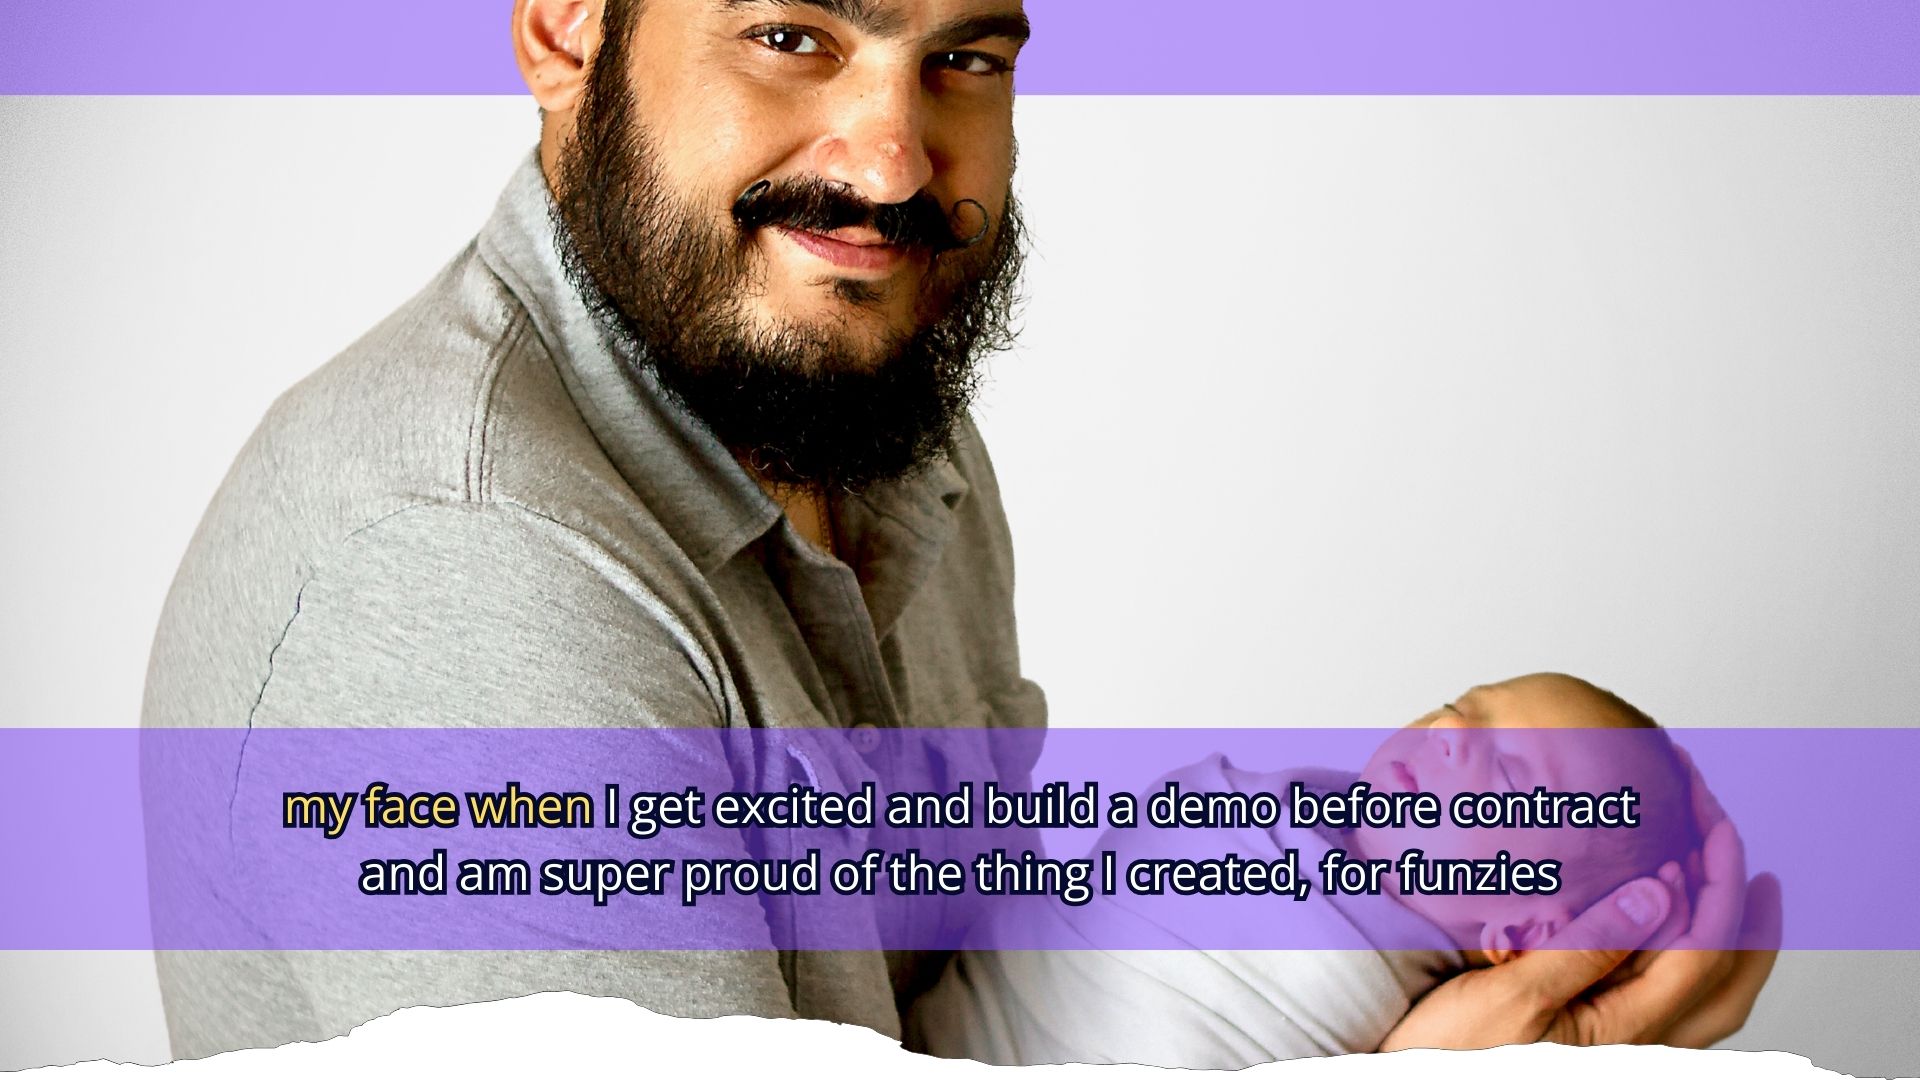 my face when I get excited and build a demo before contract
and am super proud of the thing I created, for funzies